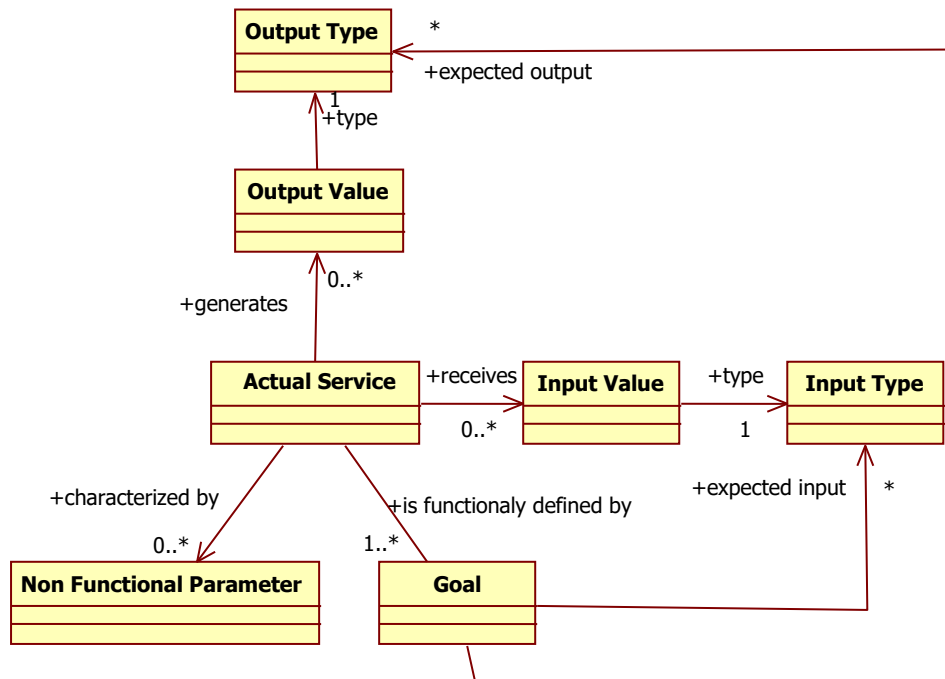 Output Type
*
+expected output
1
+type
Output Value
0..*
+generates
Actual Service
+receives
0..*
Input Value
+type
1
Input Type
+characterized by
0..*
+is functionaly defined by
1..*
+expected input
*
Non Functional Parameter
Goal